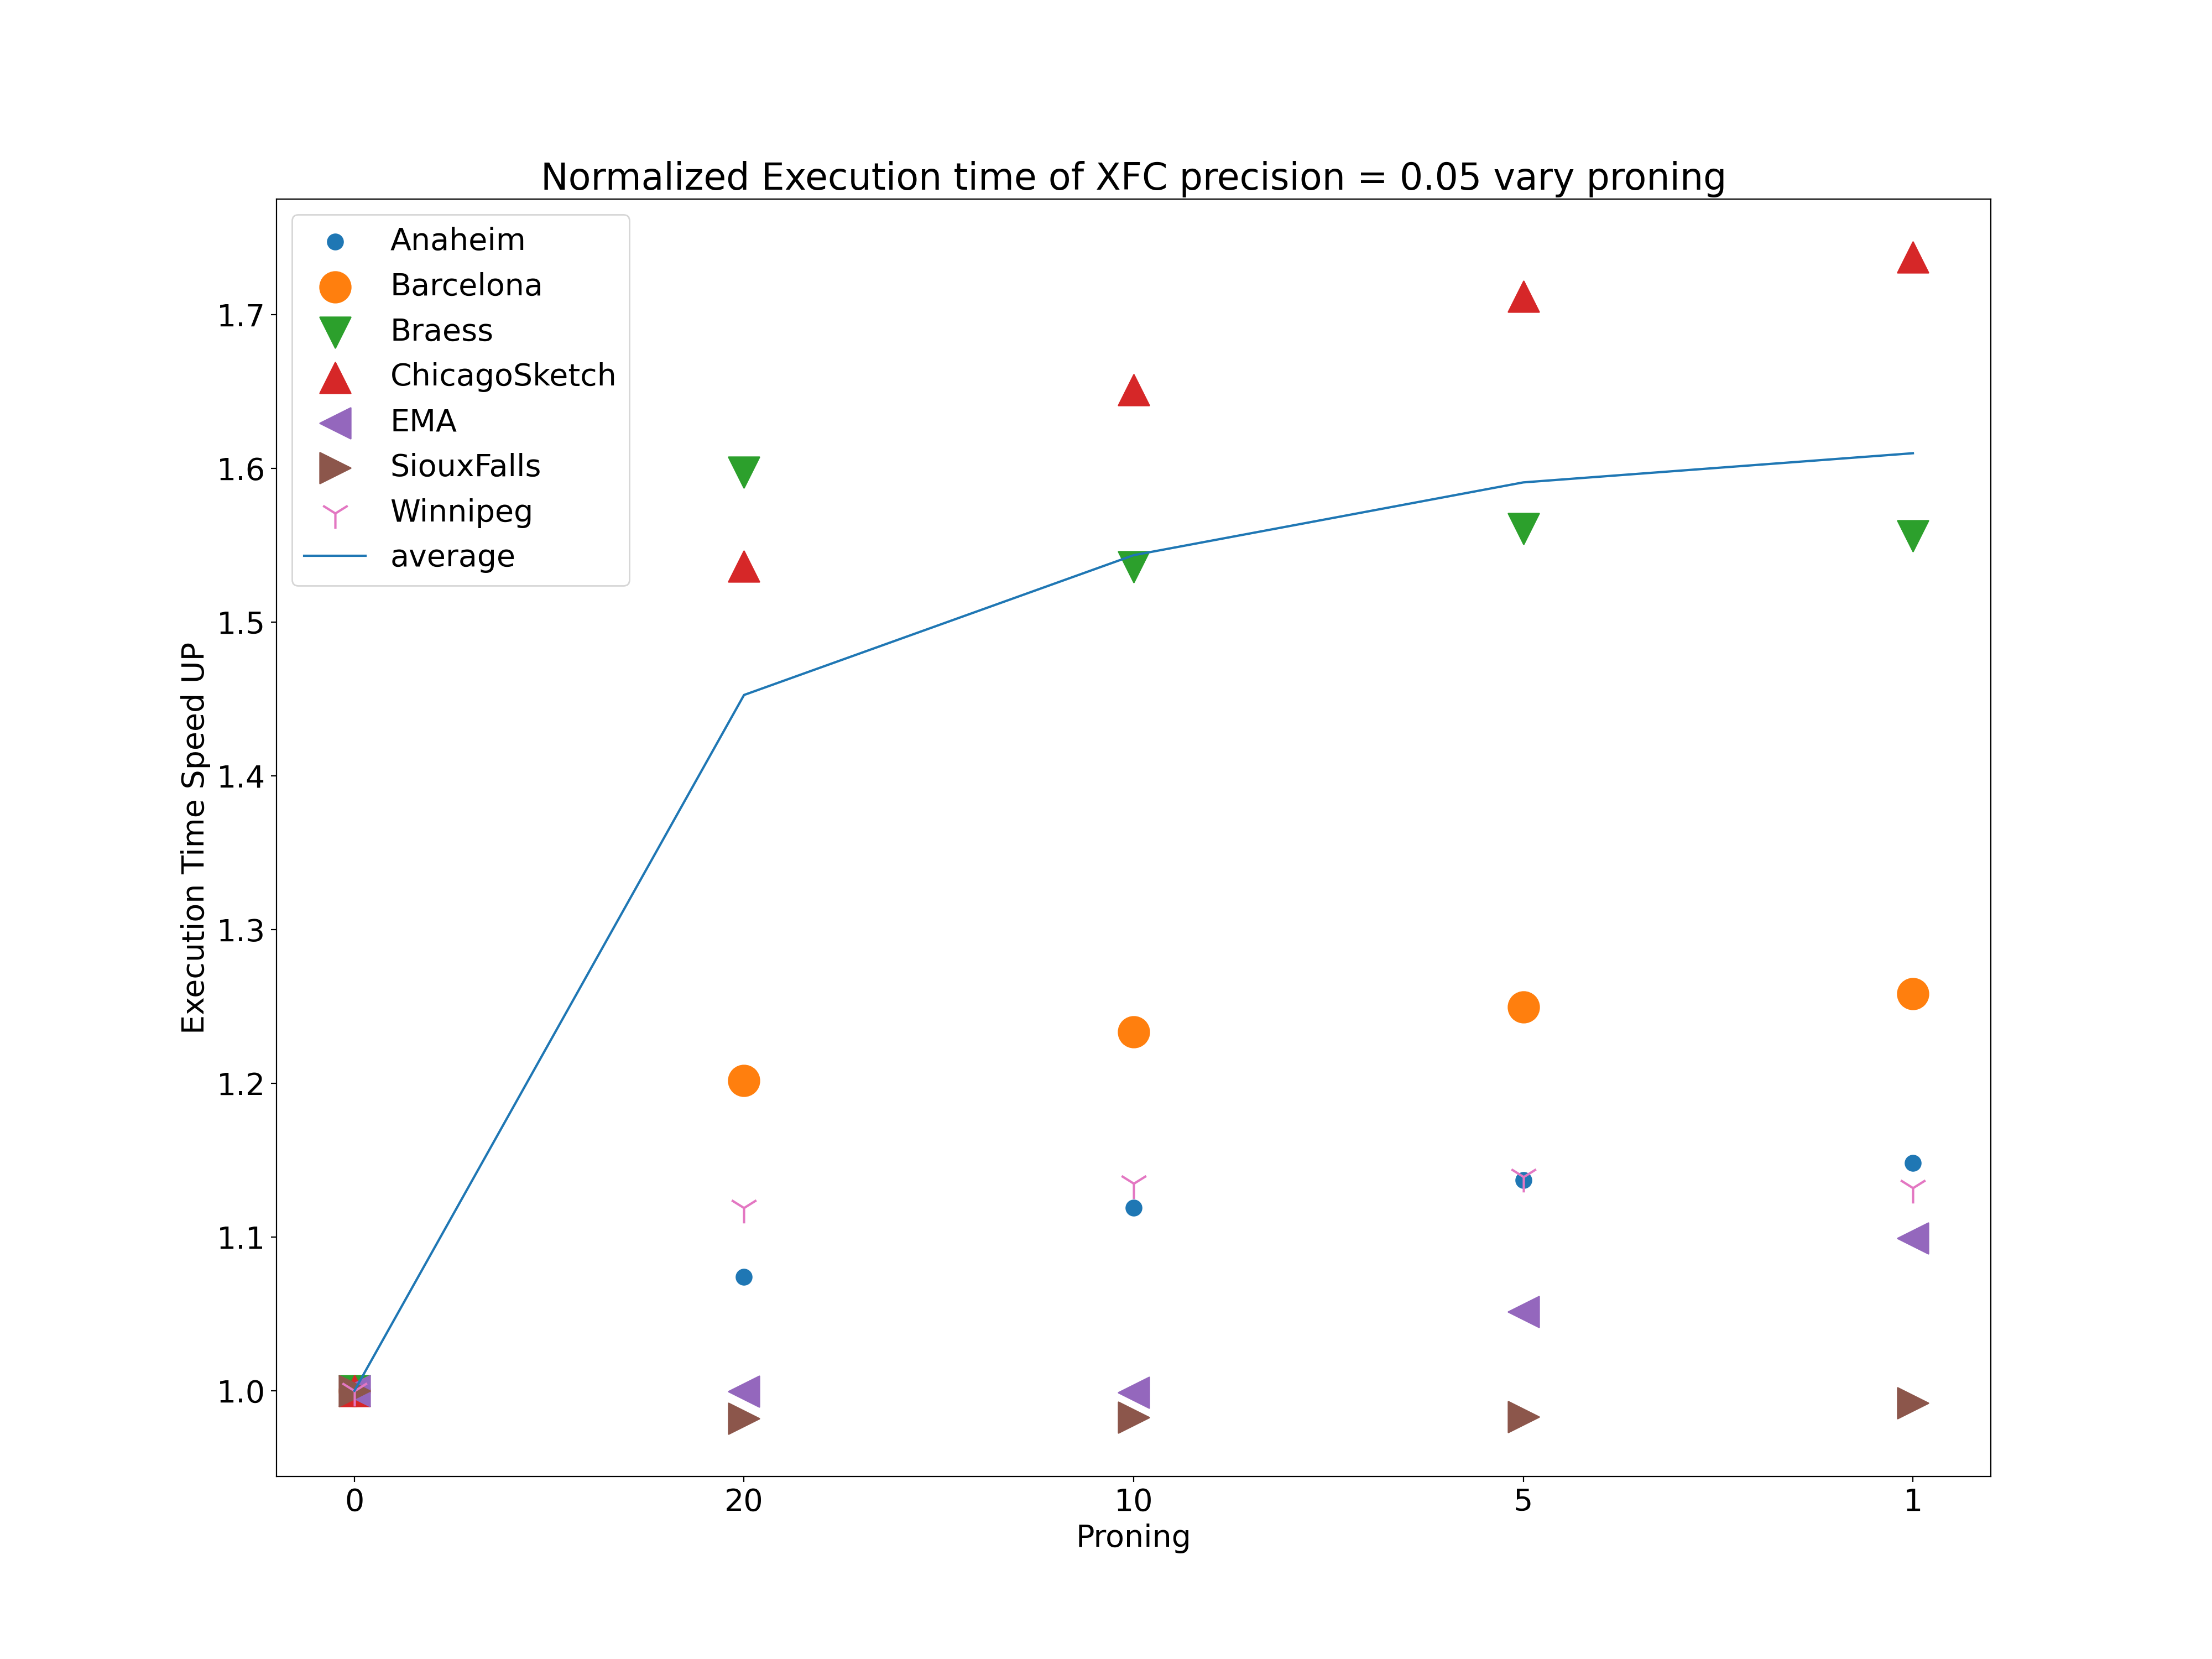 Normalized Execution time of XFC precision = 0.05 vary proning
Anaheim
Barcelona
Braess
ChicagoSketch
EMA
SiouxFalls
Winnipeg
average
1.7
1.6
1.5
1.4
1.3
1.2
1.1
1.0
Execution Time Speed UP
0 20 10 5 1
Proning